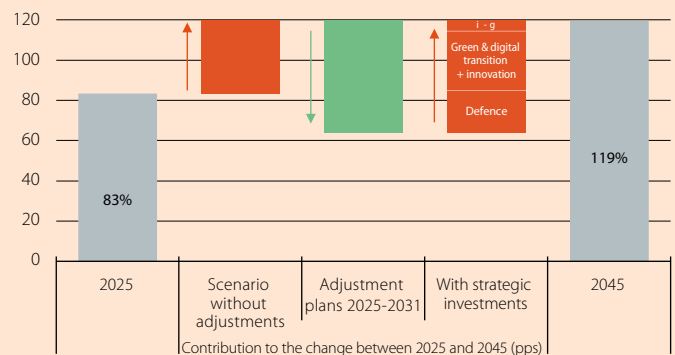 120
100
80
60
40
20
0
83%
i - g
Green & digital
transition
+ innovation
Defence
119%
2025
Scenario
without
adjustments
Adjustment
plans 2025-2031
With strategic
investments
2045
Contribution to the change between 2025 and 2045 (pps)